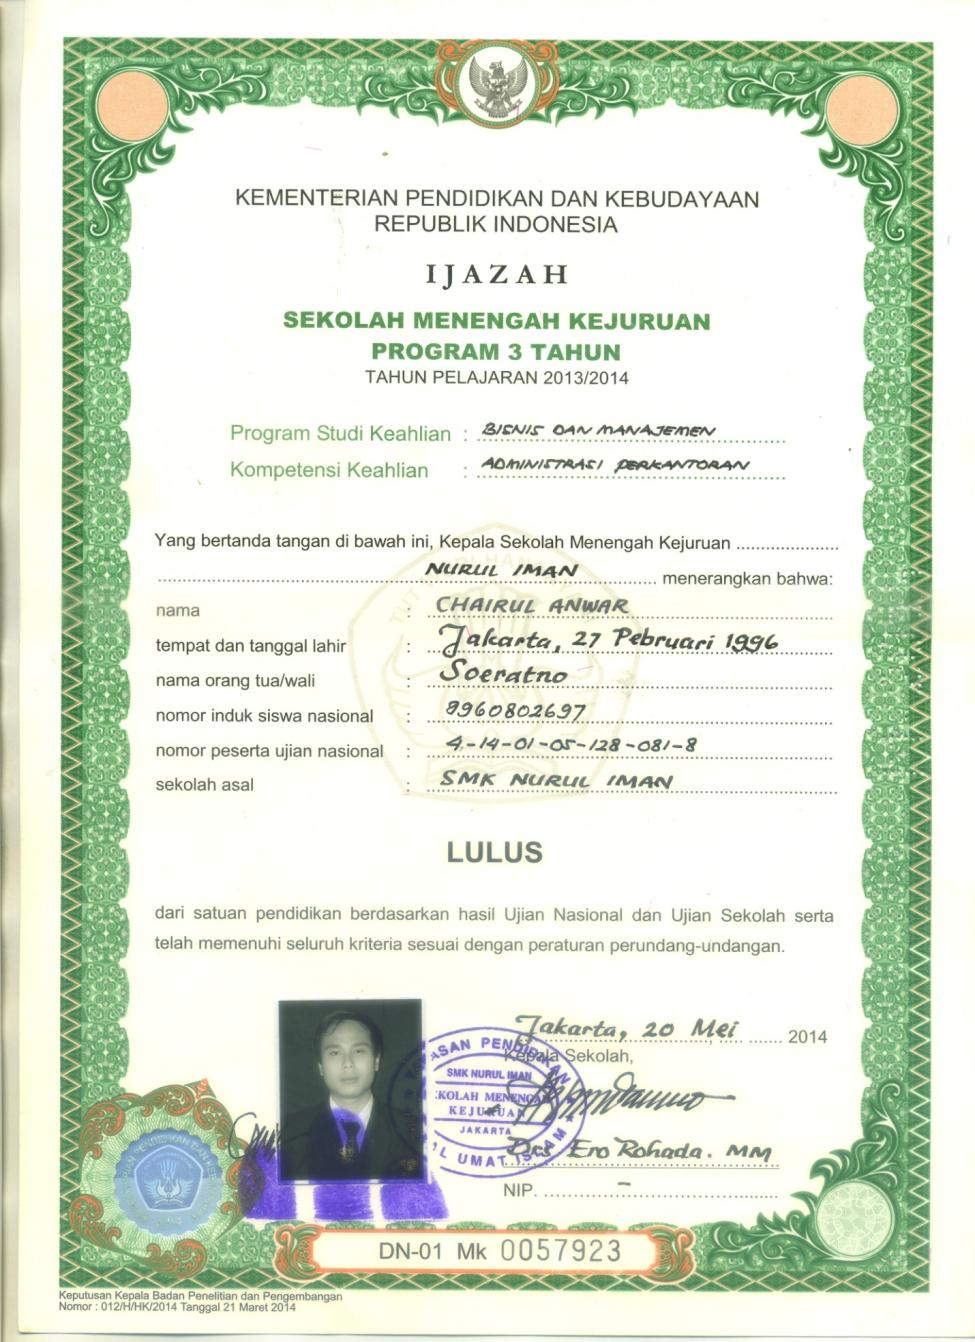 KEMENTERIAN PENDIDIKAN DAN KEBUDAYAAN
REPUBLIK INDONESIA
IJAZAH
SEKOLAH MENENGAH KEJURUAN
PROGRAM 3 TAHUN
TAHUN PELAJARAN 2013/2014
Program Studi Keahlian : BISNIS DAN MANAJEMEN
Kompetensi Keahlian : ADMINISTRASI PERKANTORAN
Yang bertanda tangan di bawah ini, Kepala Sekolah Menengah Kejuruan ..................
NURUL IMAN menerangkan bahwa:
nama : CHAIRUL ANWAR
tempat dan tanggal lahir : Jakarta, 27 Pebruari 1996
nama orang tua/wali : Soeratno
nomor induk siswa nasional : 9960802697
nomor peserta ujian nasional : 4-14-01-05-128-081-8
sekolah asal : SMK NURUL IMAN
LULUS
dari satuan pendidikan berdasarkan hasil Ujian Nasional dan Ujian Sekolah serta
telah memenuhi seluruh kriteria sesuai dengan peraturan perundang-undangan.
Jakarta, 20 Mei 2014
Kepala Sekolah,
SMK NURUL IMAN
SEKOLAH MENENGAH
KEJURUAN
JAKARTA
UMAT ISLAM
Drs Ero Rohada. MM
NIP. -
DN-01 Mk 0057923
Keputusan Kepala Badan Penelitian dan Pengembangan
Nomor : 012/H/HK/2014 Tanggal 21 Maret 2014